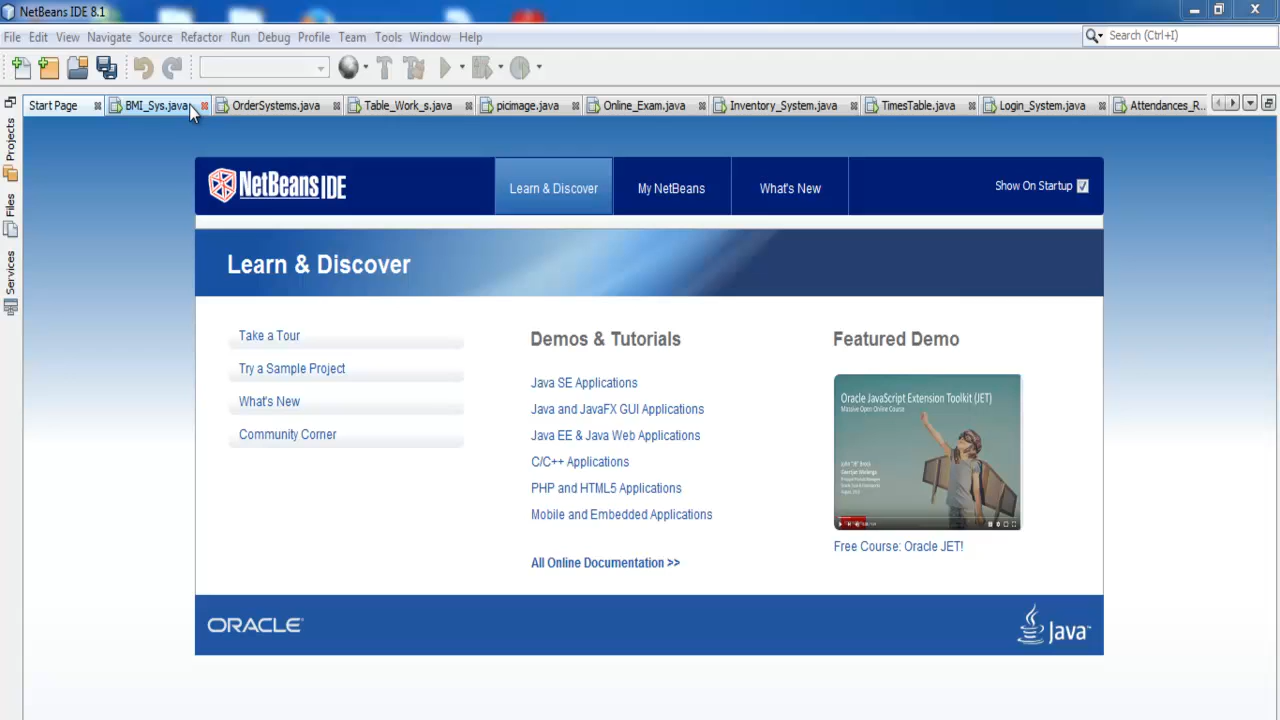 NetBeans IDE 8.1
File Edit View Navigate Source Refactor Run Debug Profile Team Tools Window Help
Search (Ctrl+I)
Start Page BMI_Sys.java OrderSystems.java Table_Work_s.java picimage.java Online_Exam.java Inventory_System.java TimesTable.java Login_System.java Attendances_R...
Projects
Files
Services
NetBeans IDE
Learn & Discover
My NetBeans
What's New
Show On Startup
Learn & Discover
Take a Tour
Try a Sample Project
What's New
Community Corner
Demos & Tutorials
Java SE Applications
Java and JavaFX GUI Applications
Java EE & Java Web Applications
C/C++ Applications
PHP and HTML5 Applications
Mobile and Embedded Applications
All Online Documentation >>
Featured Demo
Oracle JavaScript Extension Toolkit (JET)
Massive Open Online Course
Free Course: Oracle JET!
ORACLE
Java